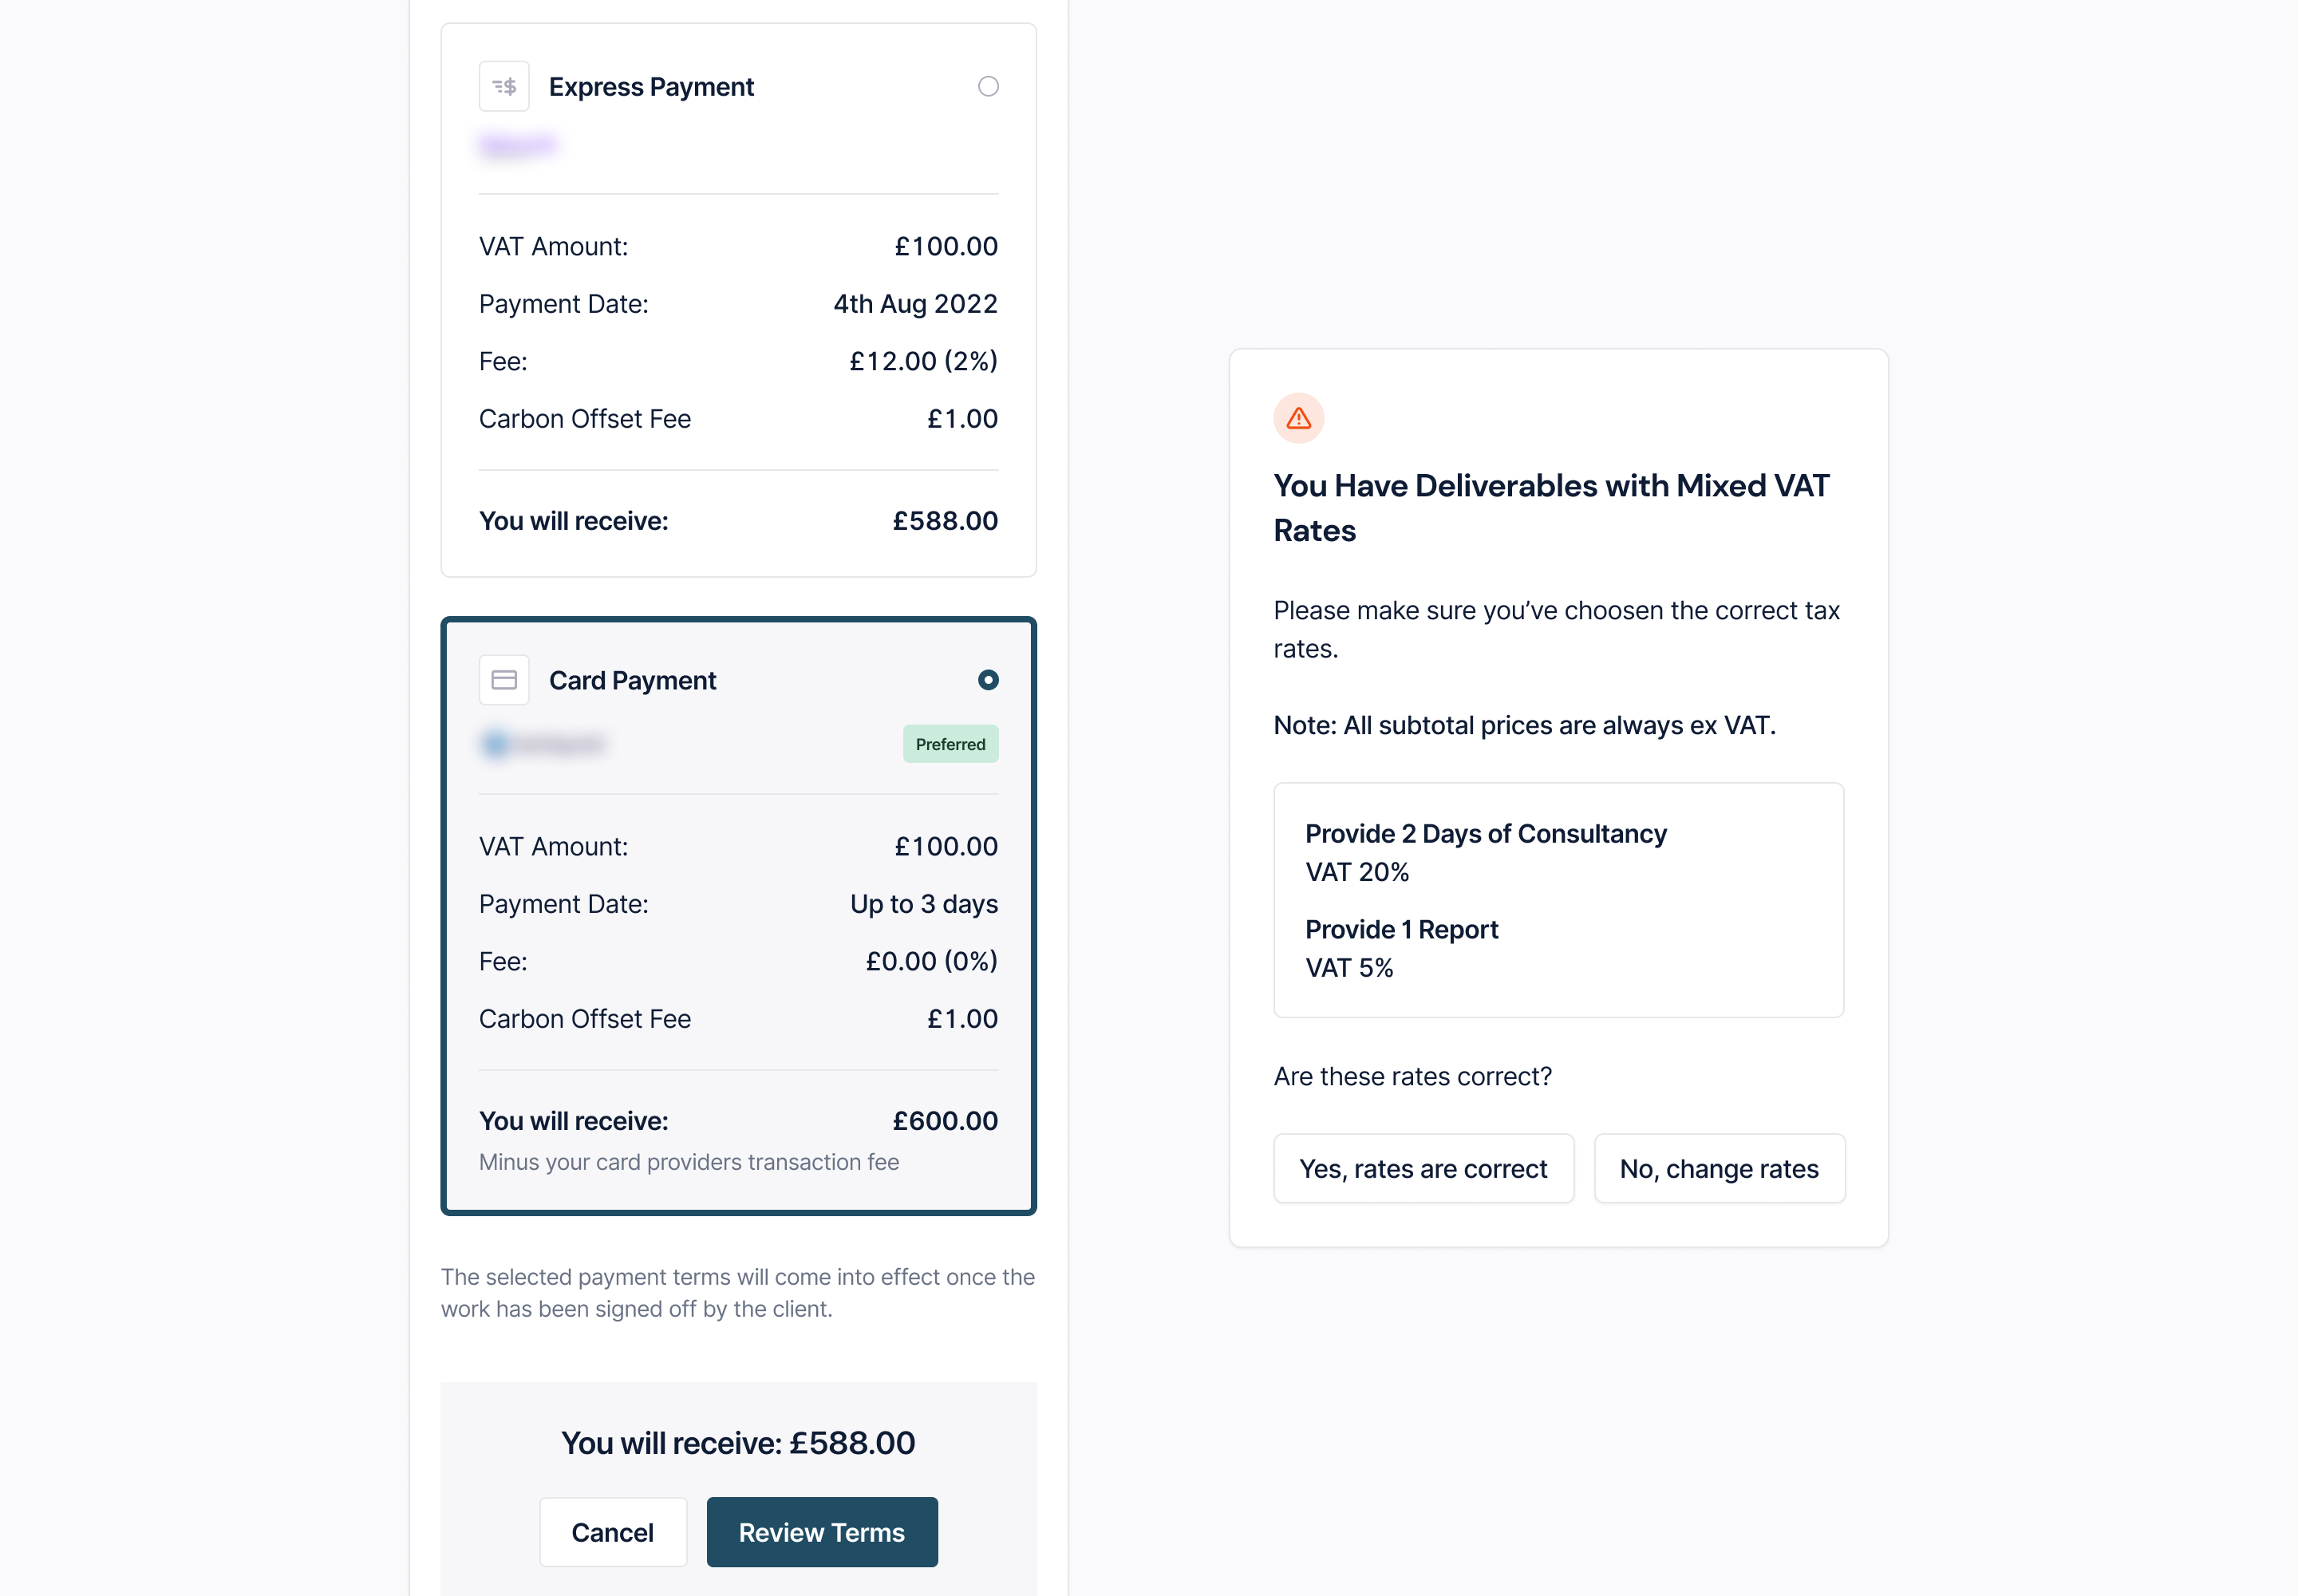 Express Payment
VAT Amount: £100.00
Payment Date: 4th Aug 2022
Fee: £12.00 (2%)
Carbon Offset Fee £1.00
You will receive: £588.00
Card Payment
Preferred
VAT Amount: £100.00
Payment Date: Up to 3 days
Fee: £0.00 (0%)
Carbon Offset Fee £1.00
You will receive: £600.00
Minus your card providers transaction fee
The selected payment terms will come into effect once the
work has been signed off by the client.
You will receive: £588.00
Cancel
Review Terms
You Have Deliverables with Mixed VAT
Rates
Please make sure you’ve choosen the correct tax
rates.
Note: All subtotal prices are always ex VAT.
Provide 2 Days of Consultancy
VAT 20%
Provide 1 Report
VAT 5%
Are these rates correct?
Yes, rates are correct
No, change rates